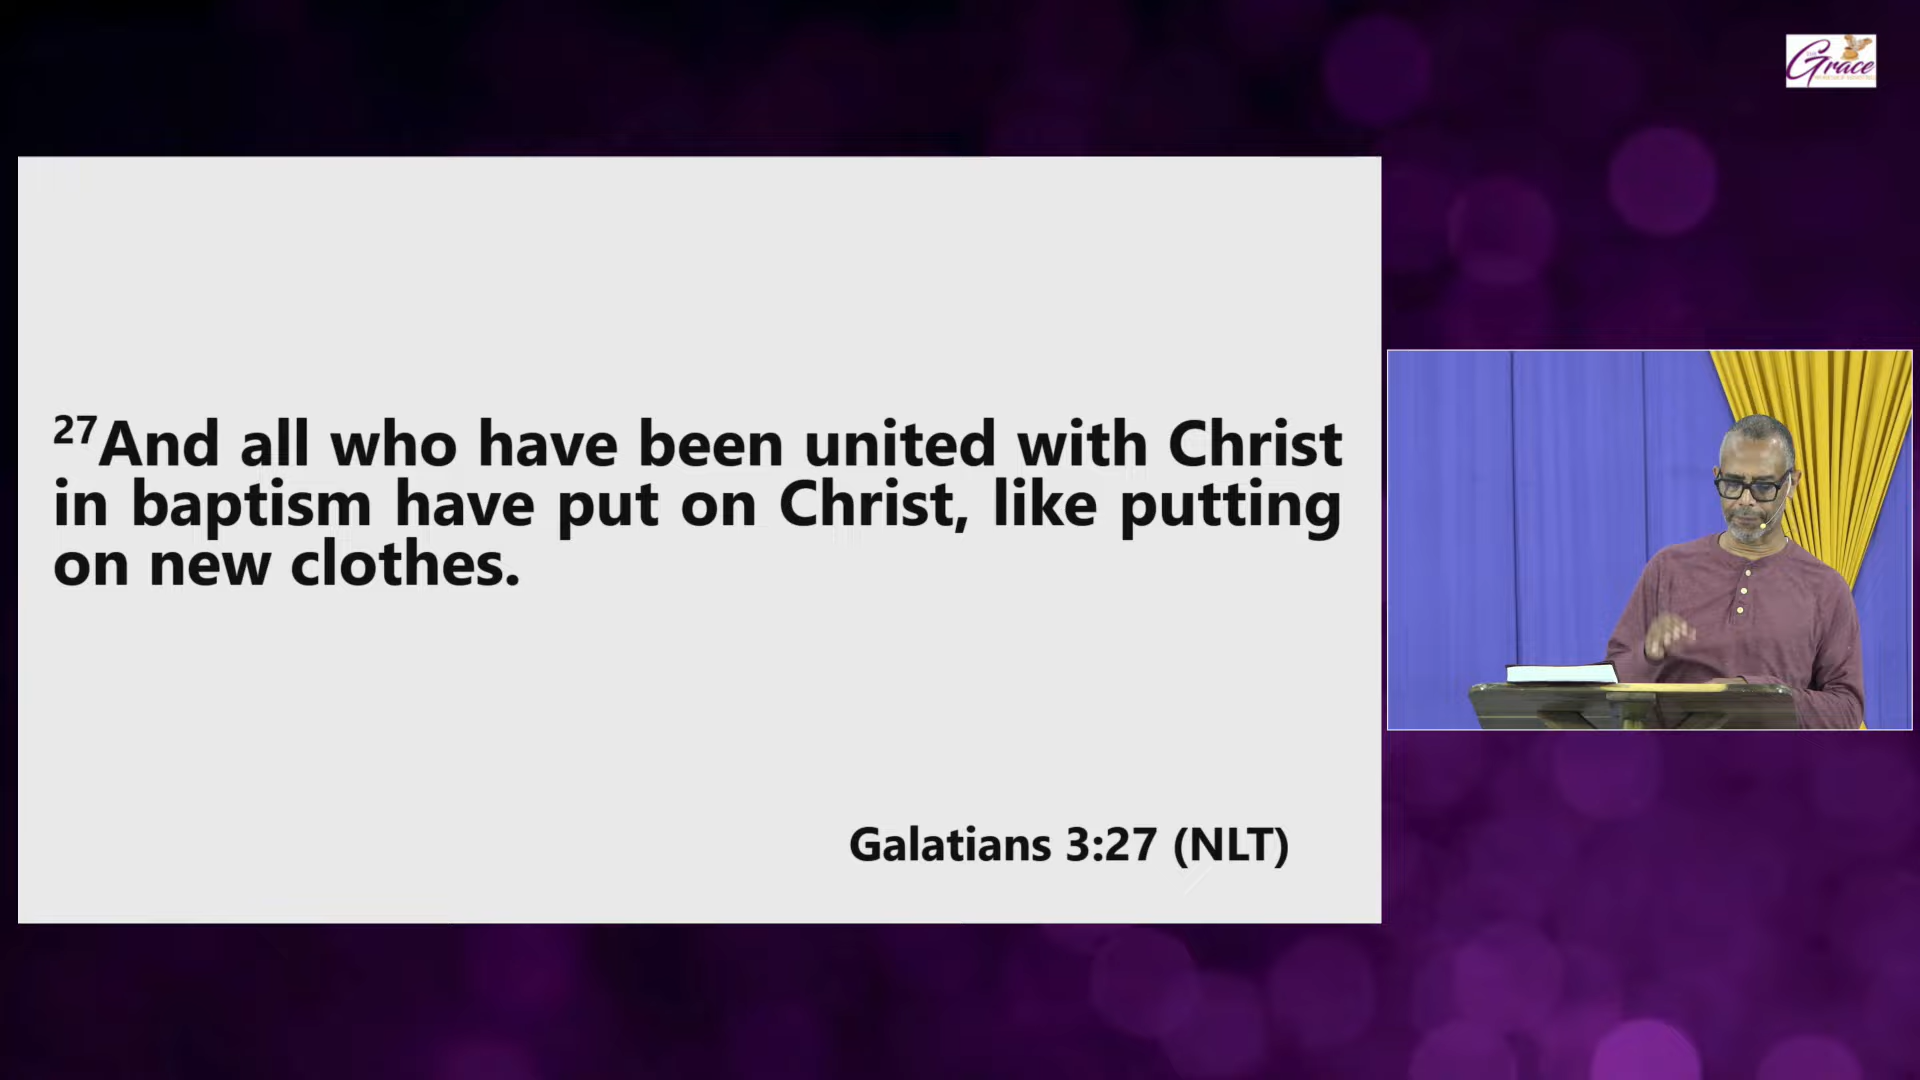 Grace
²⁷And all who have been united with Christ
in baptism have put on Christ, like putting
on new clothes.
Galatians 3:27 (NLT)